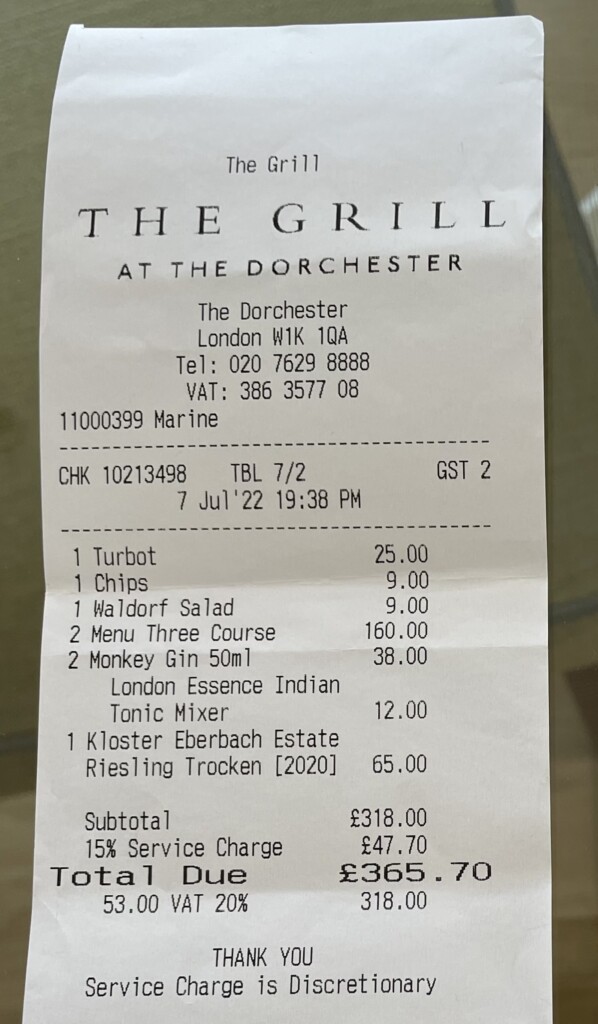 The Grill
THE GRILL
AT THE DORCHESTER
The Dorchester
London W1K 1QA
Tel: 020 7629 8888
VAT: 386 3577 08
11000399 Marine
----------------------------------------
CHK 10213498 TBL 7/2 GST 2
7 Jul'22 19:38 PM
----------------------------------------
1 Turbot 25.00
1 Chips 9.00
1 Waldorf Salad 9.00
2 Menu Three Course 160.00
2 Monkey Gin 50ml 38.00
London Essence Indian
Tonic Mixer 12.00
1 Kloster Eberbach Estate
Riesling Trocken [2020] 65.00
Subtotal £318.00
15% Service Charge £47.70
Total Due £365.70
53.00 VAT 20% 318.00
THANK YOU
Service Charge is Discretionary